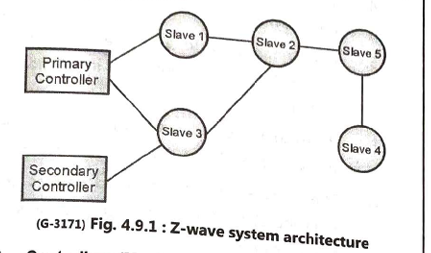 Slave 1
Slave 2
Slave 5
Primary
Controller
Slave 3
Slave 4
Secondary
Controller
(G-3171) Fig. 4.9.1 : Z-wave system architecture